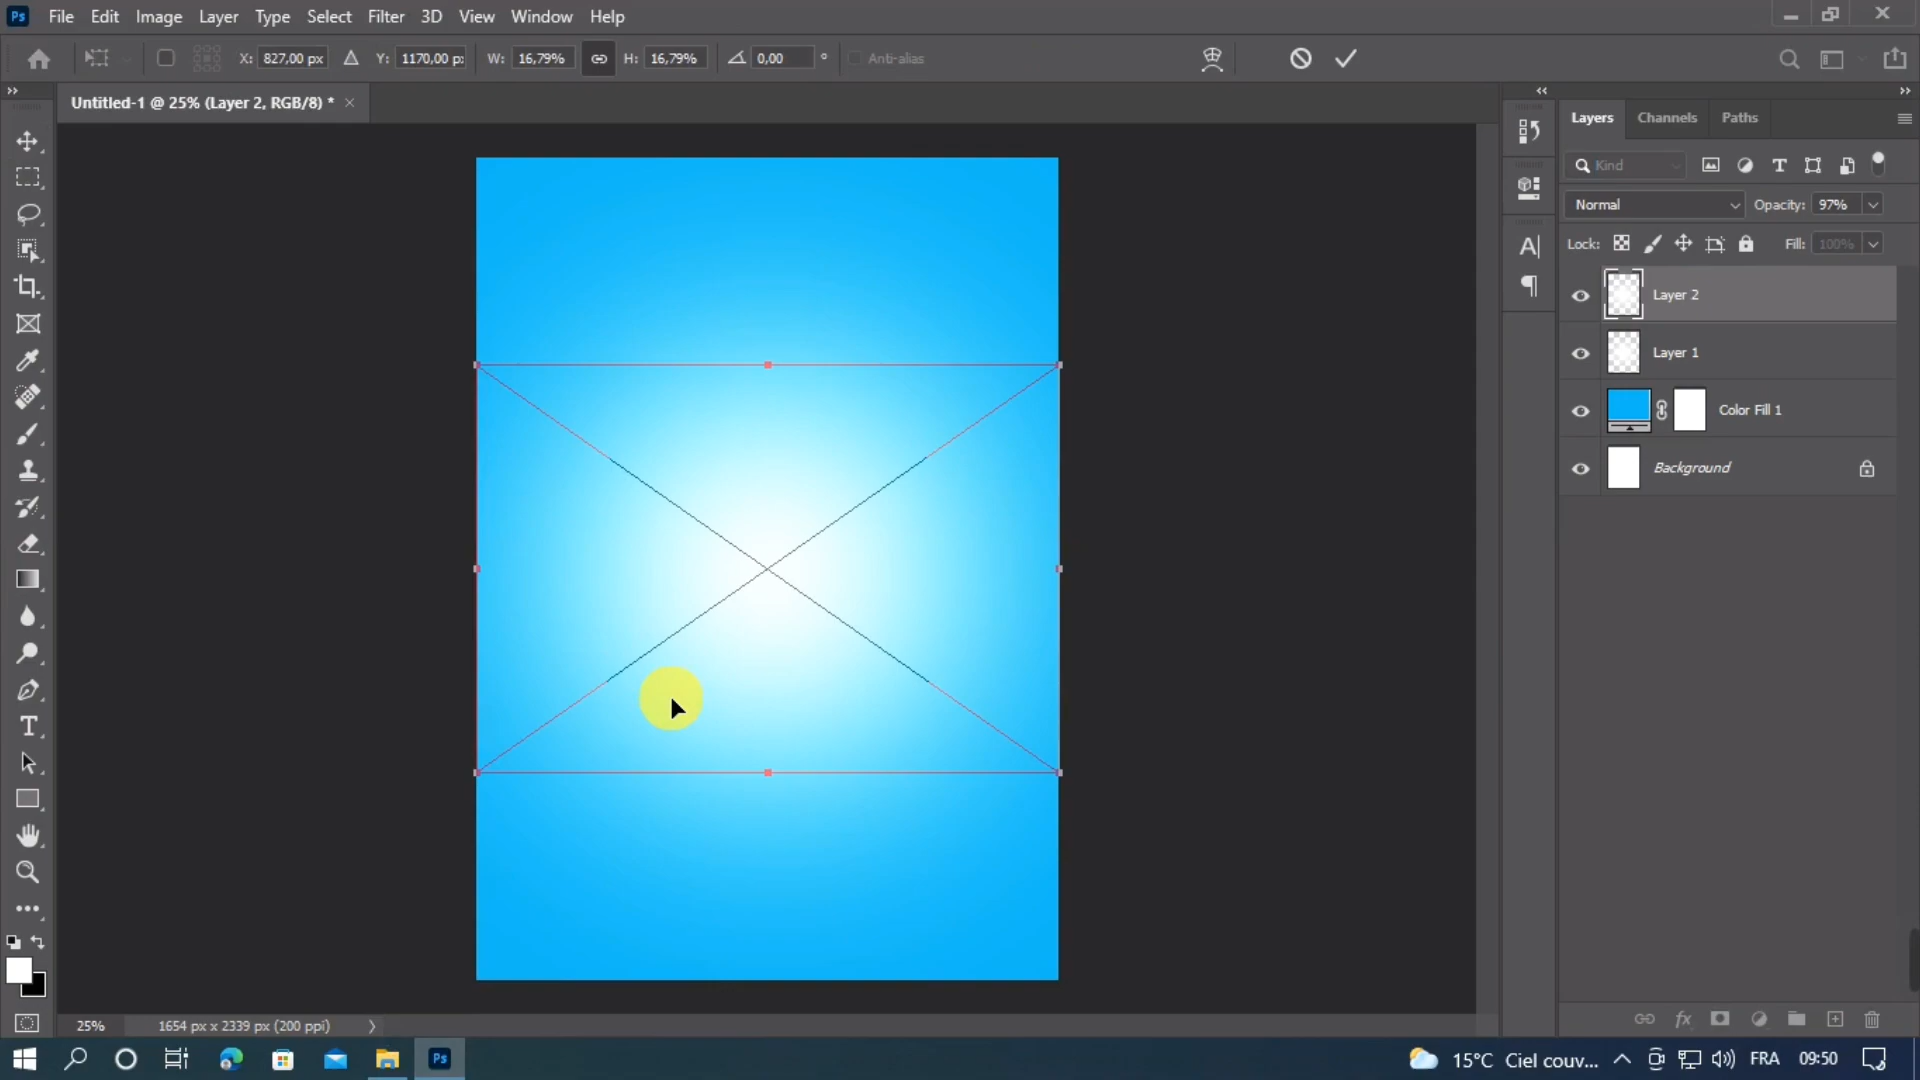 Ps File Edit Image Layer Type Select Filter 3D View Window Help
X: 827,00 px Y: 1170,00 p: W: 16,79% H: 16,79% 0,00 ° Anti-alias
Untitled-1 @ 25% (Layer 2, RGB/8) * ×
Layers Channels Paths
Kind
Normal Opacity: 97%
Lock: Fill: 100%
Layer 2
Layer 1
Color Fill 1
Background
25% 1654 px x 2339 px (200 ppi)
Ps 15°C Ciel couv... FRA 09:50